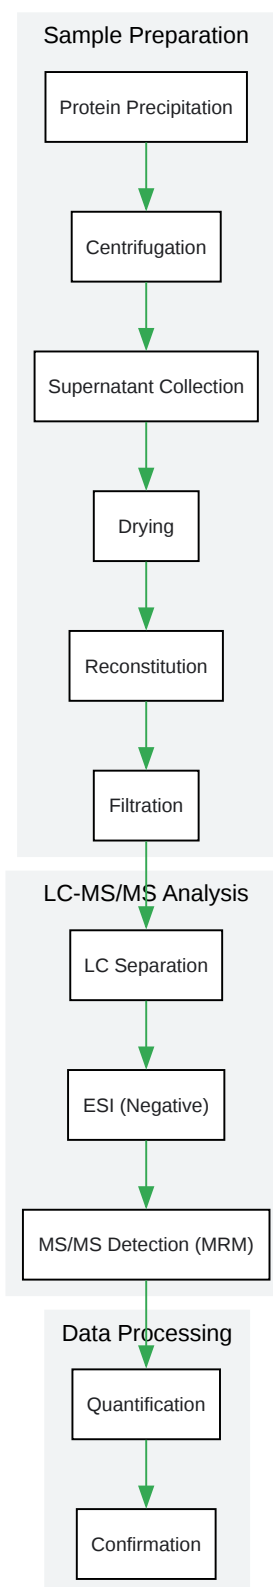 Sample Preparation
Protein Precipitation
Centrifugation
Supernatant Collection
Drying
Reconstitution
Filtration
LC-MS/MS Analysis
LC Separation
ESI (Negative)
MS/MS Detection (MRM)
Data Processing
Quantification
Confirmation